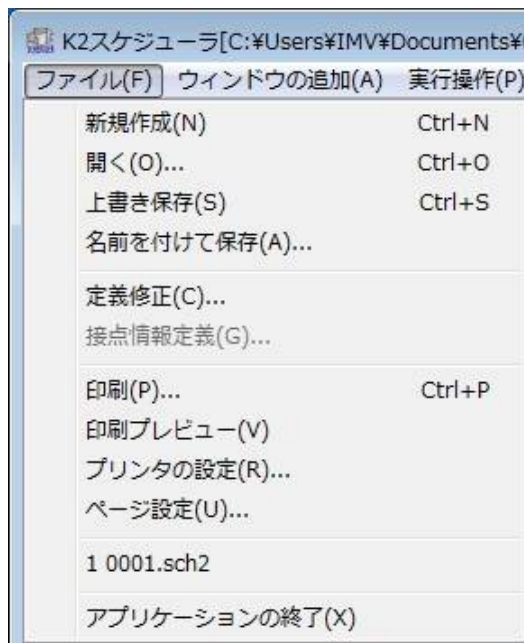 K2スケジューラ[C:¥Users¥IMV¥Documents¥
ファイル(F) ウィンドウの追加(A) 実行操作(P)
新規作成(N) Ctrl+N
開く(O)... Ctrl+O
上書き保存(S) Ctrl+S
名前を付けて保存(A)...
定義修正(C)...
接点情報定義(G)...
印刷(P)... Ctrl+P
印刷プレビュー(V)
プリンタの設定(R)...
ページ設定(U)...
1 0001.sch2
アプリケーションの終了(X)